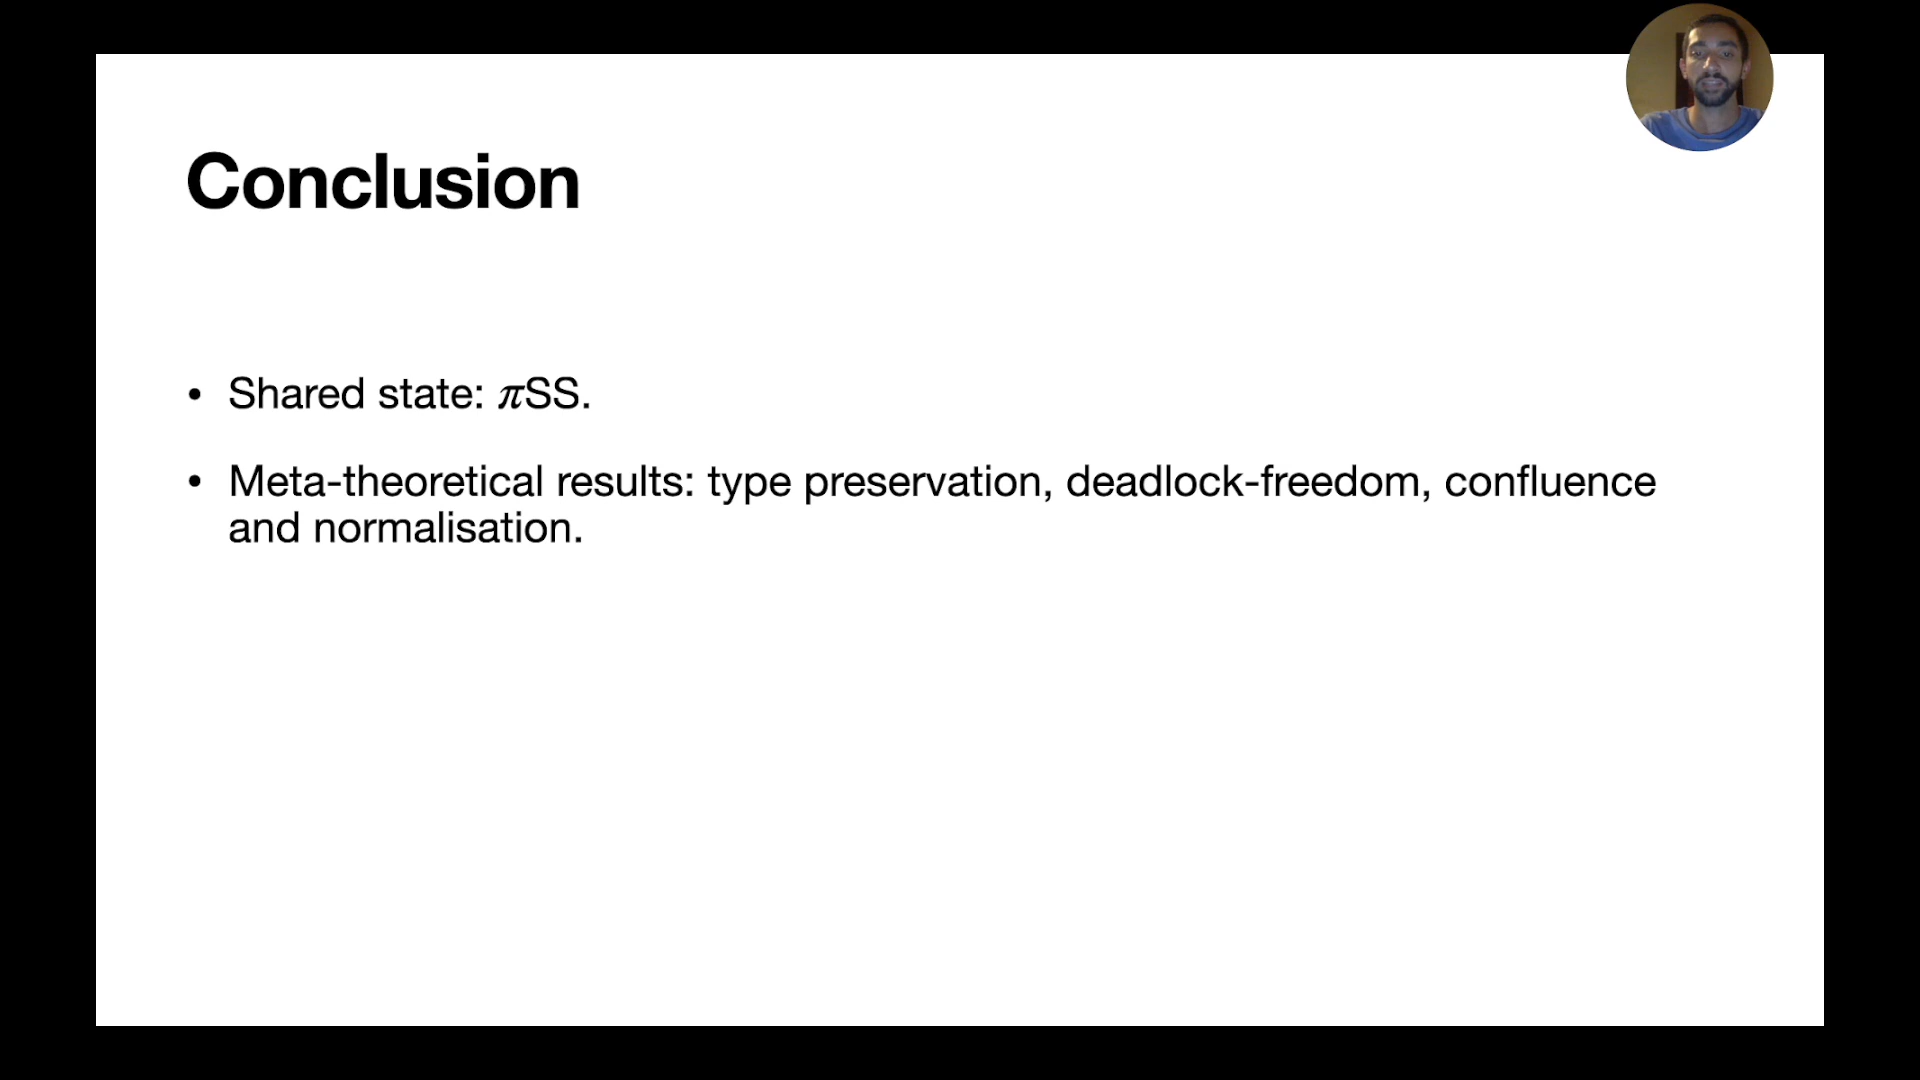 Conclusion
• Shared state: πSS.
• Meta-theoretical results: type preservation, deadlock-freedom, confluence
and normalisation.